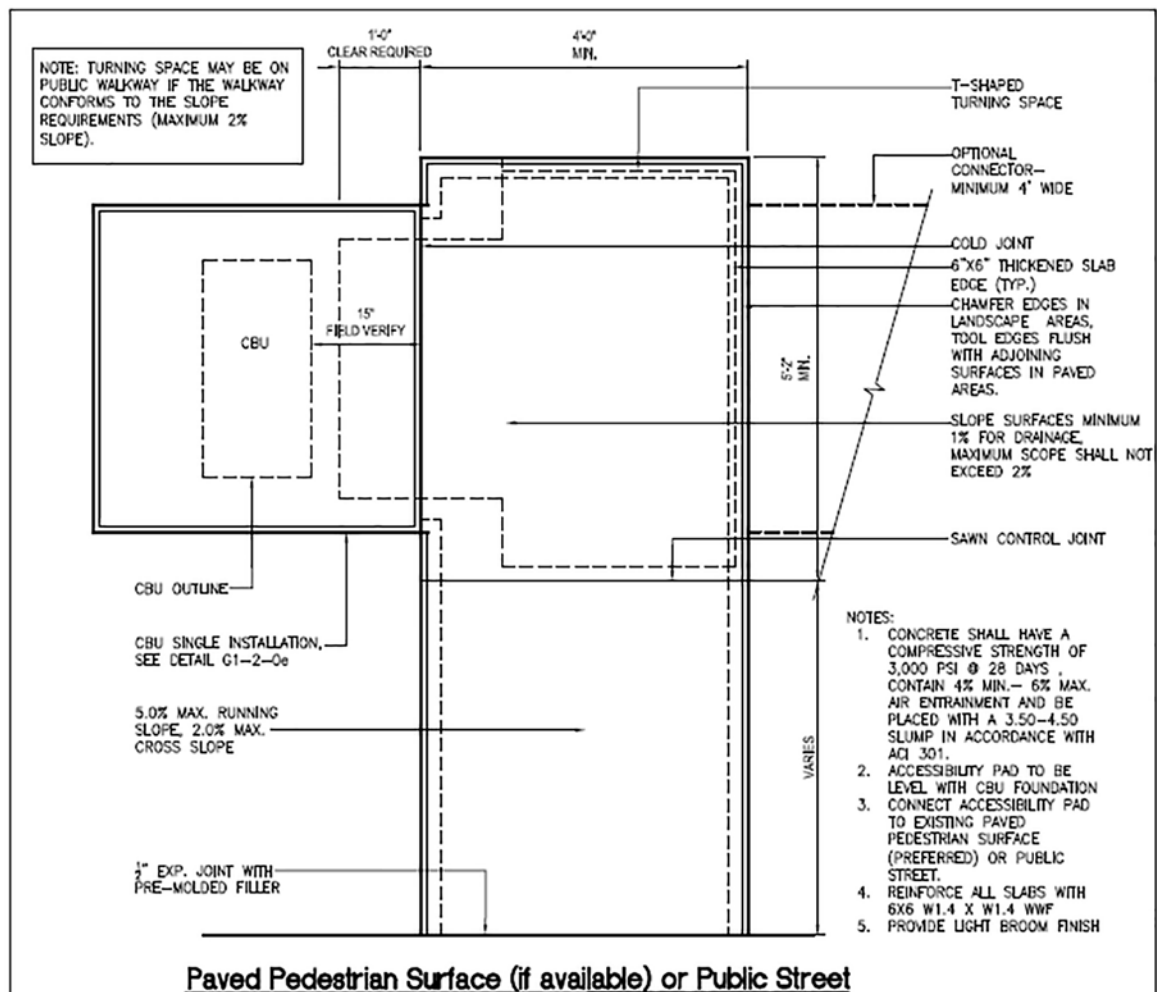 1'-0"
CLEAR REQUIRED
4'-0"
MIN.
NOTE: TURNING SPACE MAY BE ON
PUBLIC WALKWAY IF THE WALKWAY
CONFORMS TO THE SLOPE
REQUIREMENTS (MAXIMUM 2%
SLOPE).
T-SHAPED
TURNING SPACE
OPTIONAL
CONNECTOR-
MINIMUM 4' WIDE
COLD JOINT
6"X6" THICKENED SLAB
EDGE (TYP.)
CHAMFER EDGES IN
LANDSCAPE AREAS,
TOOL EDGES FLUSH
WITH ADJOINING
SURFACES IN PAVED
AREAS.
15"
FIELD VERIFY
CBU
5'-2"
MIN.
SLOPE SURFACES MINIMUM
1% FOR DRAINAGE,
MAXIMUM SCOPE SHALL NOT
EXCEED 2%
SAWN CONTROL JOINT
CBU OUTLINE
CBU SINGLE INSTALLATION,
SEE DETAIL G1-2-0e
5.0% MAX. RUNNING
SLOPE, 2.0% MAX.
CROSS SLOPE
VARIES
½" EXP. JOINT WITH
PRE-MOLDED FILLER
NOTES:
1. CONCRETE SHALL HAVE A
COMPRESSIVE STRENGTH OF
3,000 PSI @ 28 DAYS ,
CONTAIN 4% MIN.- 6% MAX.
AIR ENTRAINMENT AND BE
PLACED WITH A 3.50-4.50
SLUMP IN ACCORDANCE WITH
ACI 301.
2. ACCESSIBILITY PAD TO BE
LEVEL WITH CBU FOUNDATION
3. CONNECT ACCESSIBILITY PAD
TO EXISTING PAVED
PEDESTRIAN SURFACE
(PREFERRED) OR PUBLIC
STREET.
4. REINFORCE ALL SLABS WITH
6X6 W1.4 X W1.4 WWF
5. PROVIDE LIGHT BROOM FINISH
Paved Pedestrian Surface (if available) or Public Street